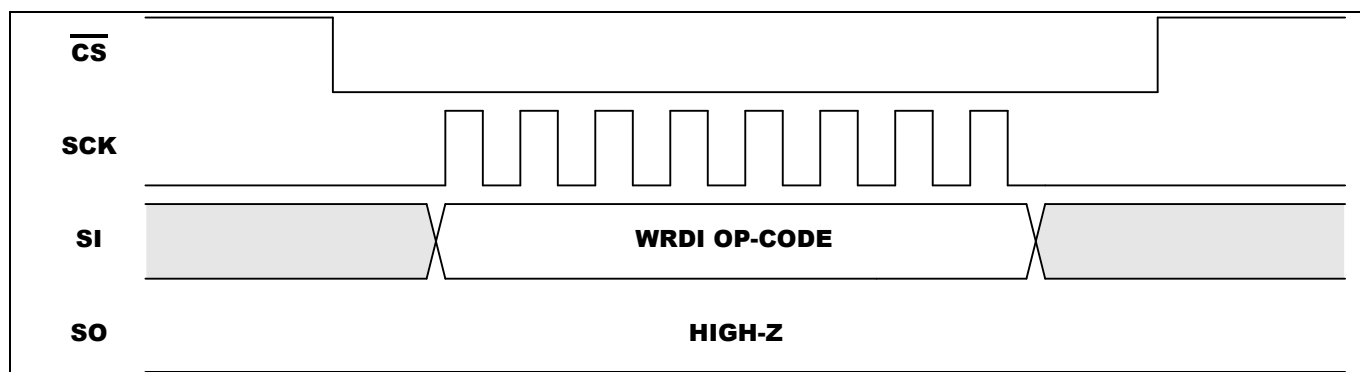 CS
SCK
SI
WRDI OP-CODE
SO
HIGH-Z